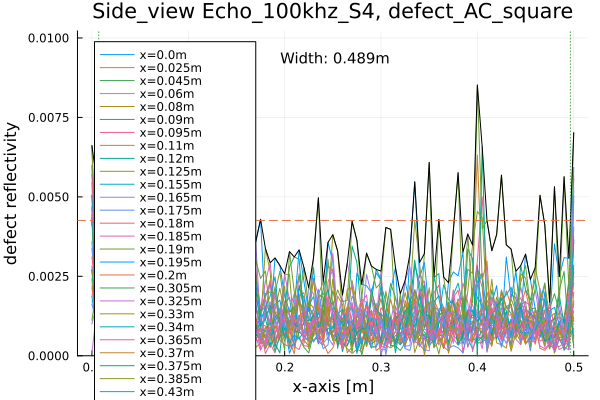 Side_view Echo_100khz_S4, defect_AC_square
0.0100
0.0075
0.0050
0.0025
0.0000
defect reflectivity
Width: 0.489m
x=0.0m
x=0.025m
x=0.045m
x=0.06m
x=0.08m
x=0.09m
x=0.095m
x=0.11m
x=0.12m
x=0.125m
x=0.155m
x=0.165m
x=0.175m
x=0.18m
x=0.185m
x=0.19m
x=0.195m
x=0.2m
x=0.305m
x=0.325m
x=0.33m
x=0.34m
x=0.365m
x=0.37m
x=0.375m
x=0.385m
x=0.43m
0.2 0.3 0.4 0.5
x-axis [m]